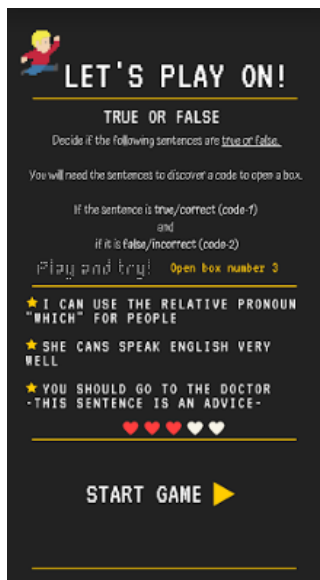 LET'S PLAY ON!
TRUE OR FALSE
Decide if the following sentences are true or false.
You will need the sentences to discover a code to open a box.
If the sentence is true/correct (code-1)
and
if it is false/incorrect (code-2)
Play and try! Open box number 3
I CAN USE THE RELATIVE PRONOUN
"WHICH" FOR PEOPLE
SHE CANS SPEAK ENGLISH VERY
WELL
YOU SHOULD GO TO THE DOCTOR
-THIS SENTENCE IS AN ADVICE-
START GAME